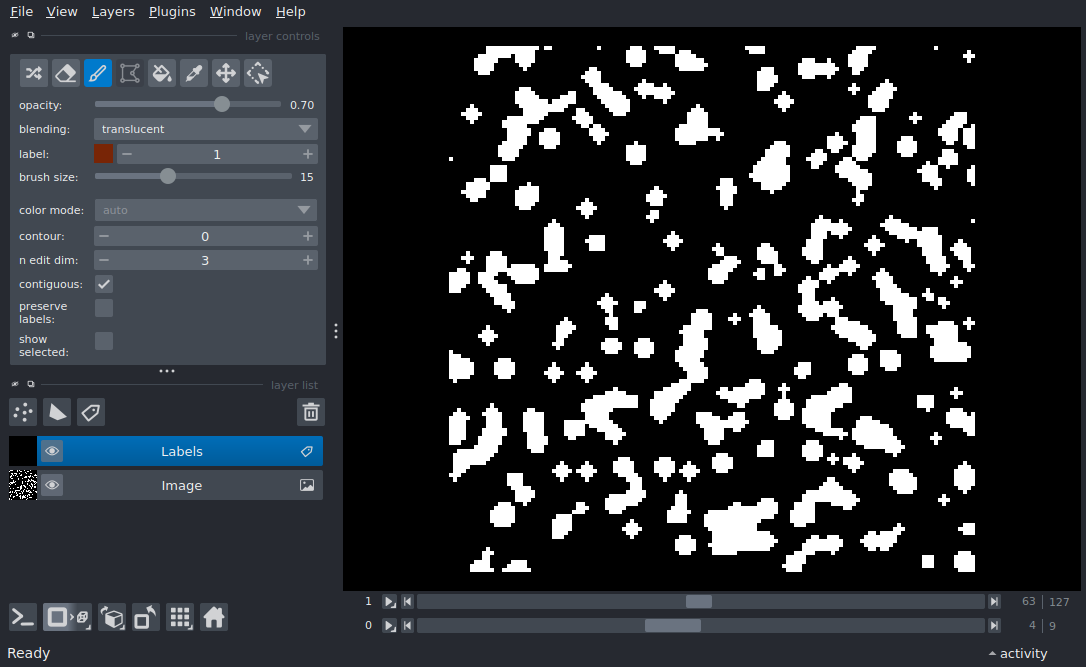 File View Layers Plugins Window Help
layer controls
opacity: 0.70
blending: translucent
label: 1
brush size: 15
color mode: auto
contour: 0
n edit dim: 3
contiguous:
preserve
labels:
show
selected:
layer list
Labels
Image
1 63 127
0 4 9
Ready activity